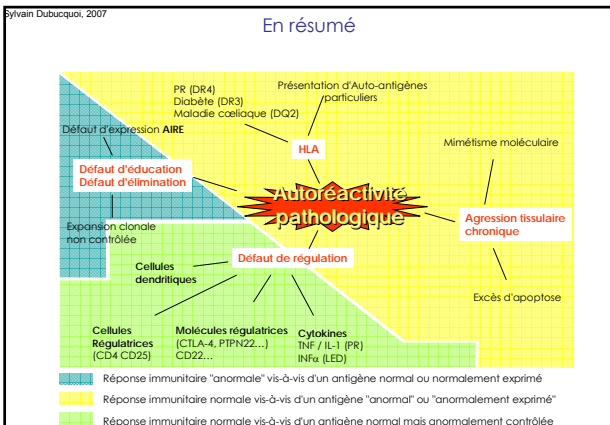 Sylvain Dubucquoi, 2007
En résumé
PR (DR4)
Diabète (DR3)
Maladie cœliaque (DQ2)
Présentation d'Auto-antigènes
particuliers
Défaut d'expression AIRE
HLA
Mimétisme moléculaire
Défaut d'éducation
Défaut d'élimination
Autoréactivité
pathologique
Agression tissulaire
chronique
Expansion clonale
non contrôlée
Défaut de régulation
Cellules
dendritiques
Excès d'apoptose
Cellules
Régulatrices
(CD4 CD25)
Molécules régulatrices
(CTLA-4, PTPN22...)
CD22...
Cytokines
TNF / IL-1 (PR)
INFα (LED)
Réponse immunitaire "anormale" vis-à-vis d'un antigène normal ou normalement exprimé
Réponse immunitaire normale vis-à-vis d'un antigène "anormal" ou "anormalement exprimé"
Réponse immunitaire normale vis-à-vis d'un antigène normal mais anormalement contrôlée